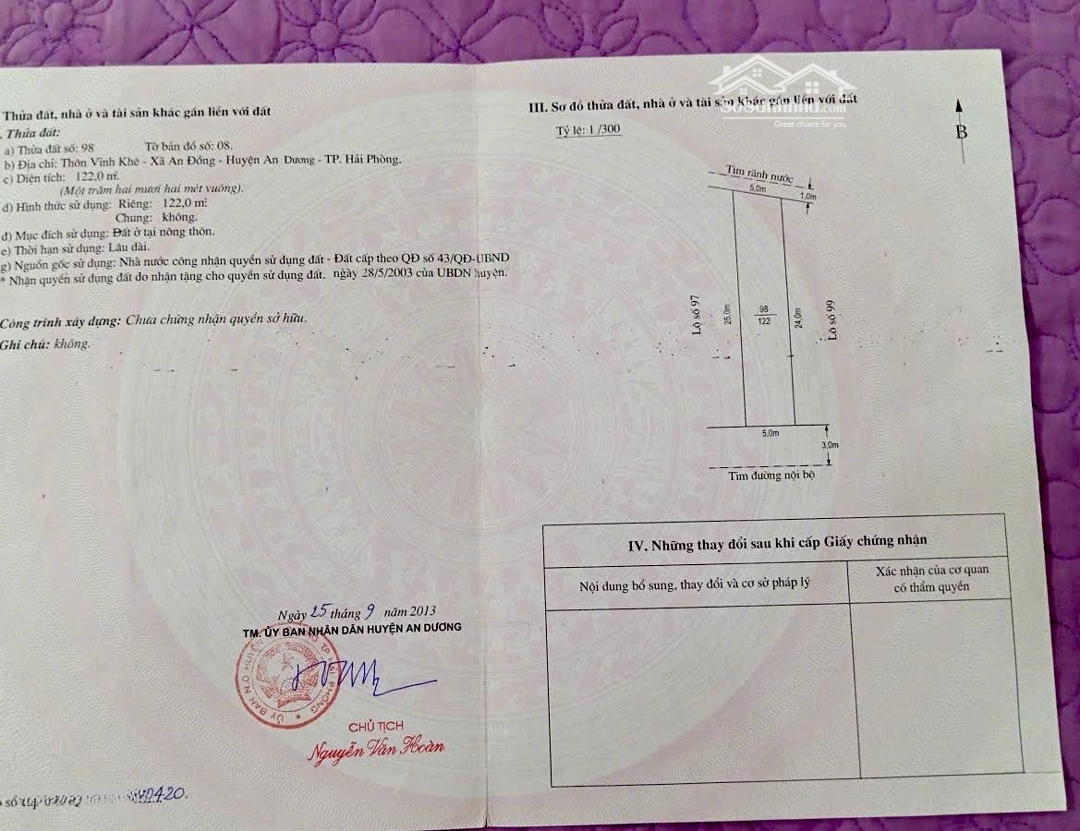 Thửa đất, nhà ở và tài sản khác gắn liền với đất
. Thửa đất:
a) Thửa đất số: 98 Tờ bản đồ số: 08.
b) Địa chỉ: Thôn Vĩnh Khê - Xã An Đồng - Huyện An Dương - TP. Hải Phòng.
c) Diện tích: 122,0 m².
(Một trăm hai mươi hai mét vuông).
d) Hình thức sử dụng: Riêng: 122,0 m²
Chung: không.
đ) Mục đích sử dụng: Đất ở tại nông thôn.
e) Thời hạn sử dụng: Lâu dài.
g) Nguồn gốc sử dụng: Nhà nước công nhận quyền sử dụng đất - Đất cấp theo QĐ số 43/QĐ-UBND
* Nhận quyền sử dụng đất do nhận tặng cho quyền sử dụng đất. ngày 28/5/2003 của UBDN huyện.
Công trình xây dựng: Chưa chứng nhận quyền sở hữu.
Ghi chú: không.
Ngày 25 tháng 9 năm 2013
TM. ỦY BAN NHÂN DÂN HUYỆN AN DƯƠNG
CHỦ TỊCH
Nguyễn Văn Hoàn
III. Sơ đồ thửa đất, nhà ở và tài sản khác gắn liền với đất
Great choice for you
Tỷ lệ: 1 /300
B
Tim rãnh nước
5,0m
1,0m
Lô số 97
25,0m
98
122
24,0m
Lô số 99
5,0m
3,0m
Tim đường nội bộ
IV. Những thay đổi sau khi cấp Giấy chứng nhận
Nội dung bổ sung, thay đổi và cơ sở pháp lý
Xác nhận của cơ quan
có thẩm quyền